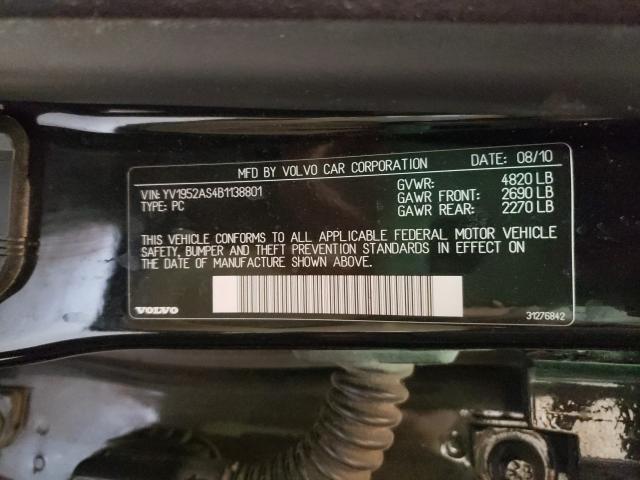 MFD BY VOLVO CAR CORPORATION DATE: 08/10
VIN: YV1952AS4B1138801 GVWR: 4820 LB
TYPE: PC GAWR FRONT: 2690 LB
GAWR REAR: 2270 LB
THIS VEHICLE CONFORMS TO ALL APPLICABLE FEDERAL MOTOR VEHICLE
SAFETY, BUMPER AND THEFT PREVENTION STANDARDS IN EFFECT ON
THE DATE OF MANUFACTURE SHOWN ABOVE.
VOLVO 31276842